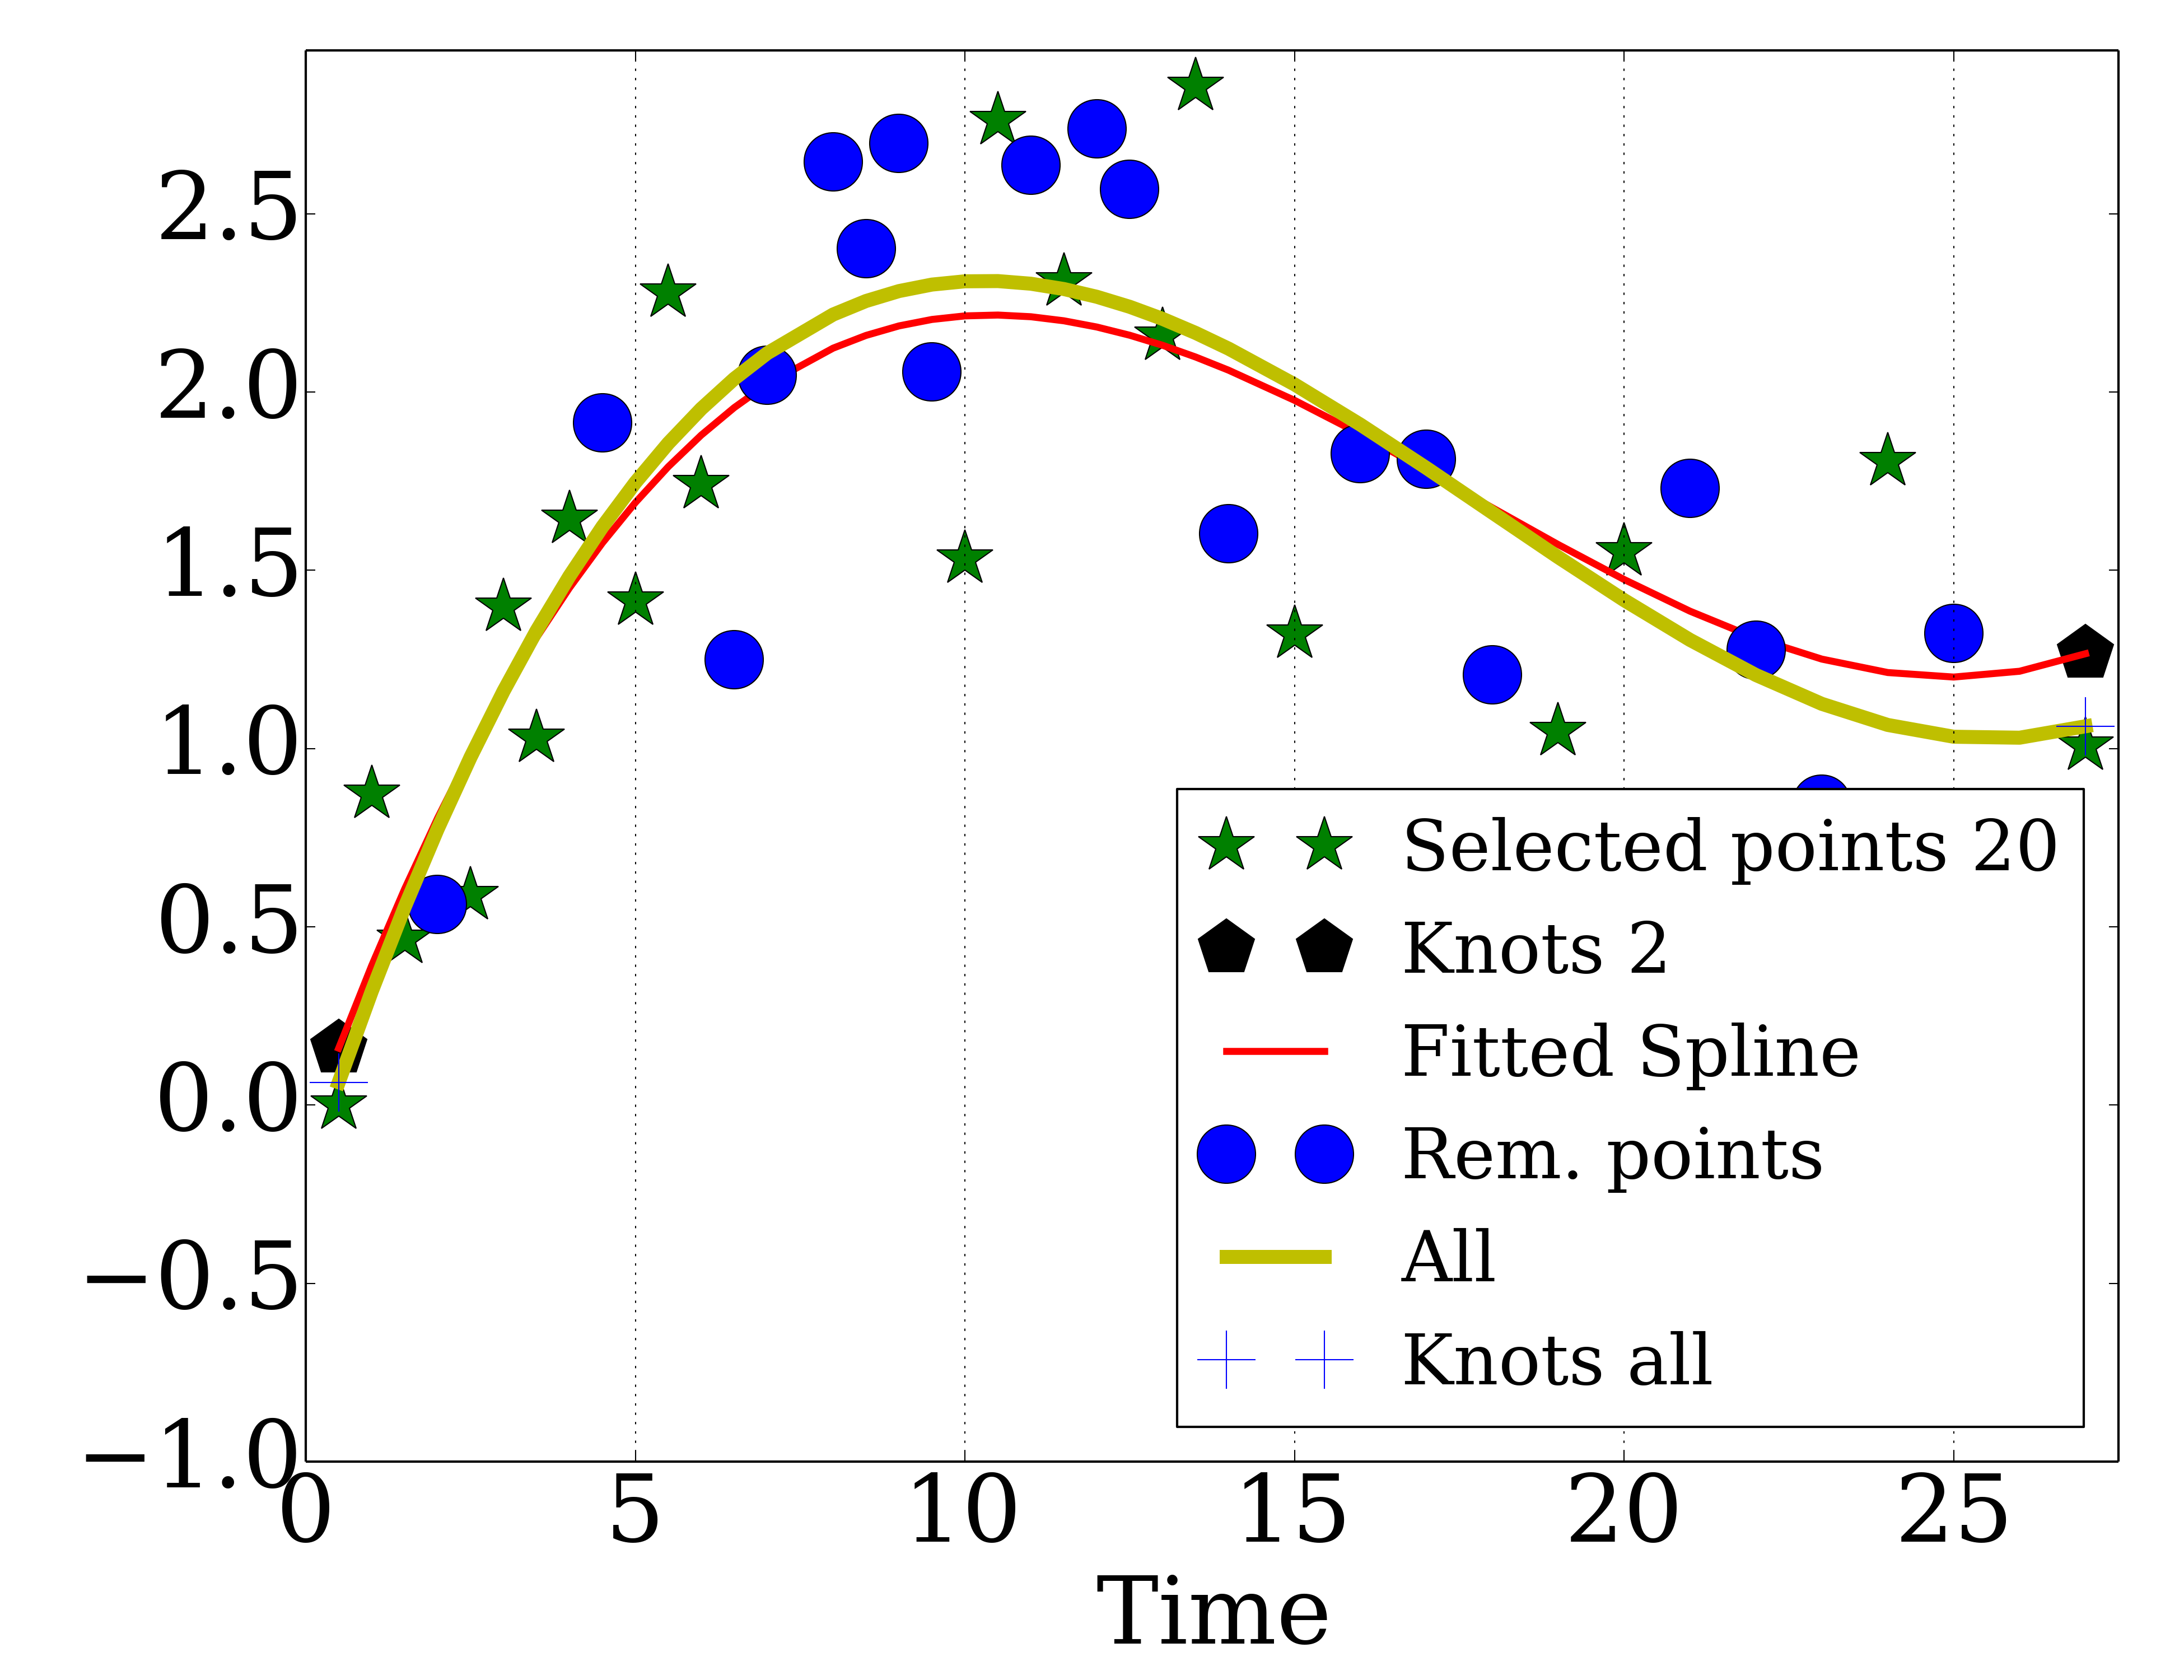 2.5
2.0
1.5
1.0
0.5
0.0
−0.5
−1.0
0 5 10 15 20 25
Time
Selected points 20
Knots 2
Fitted Spline
Rem. points
All
Knots all